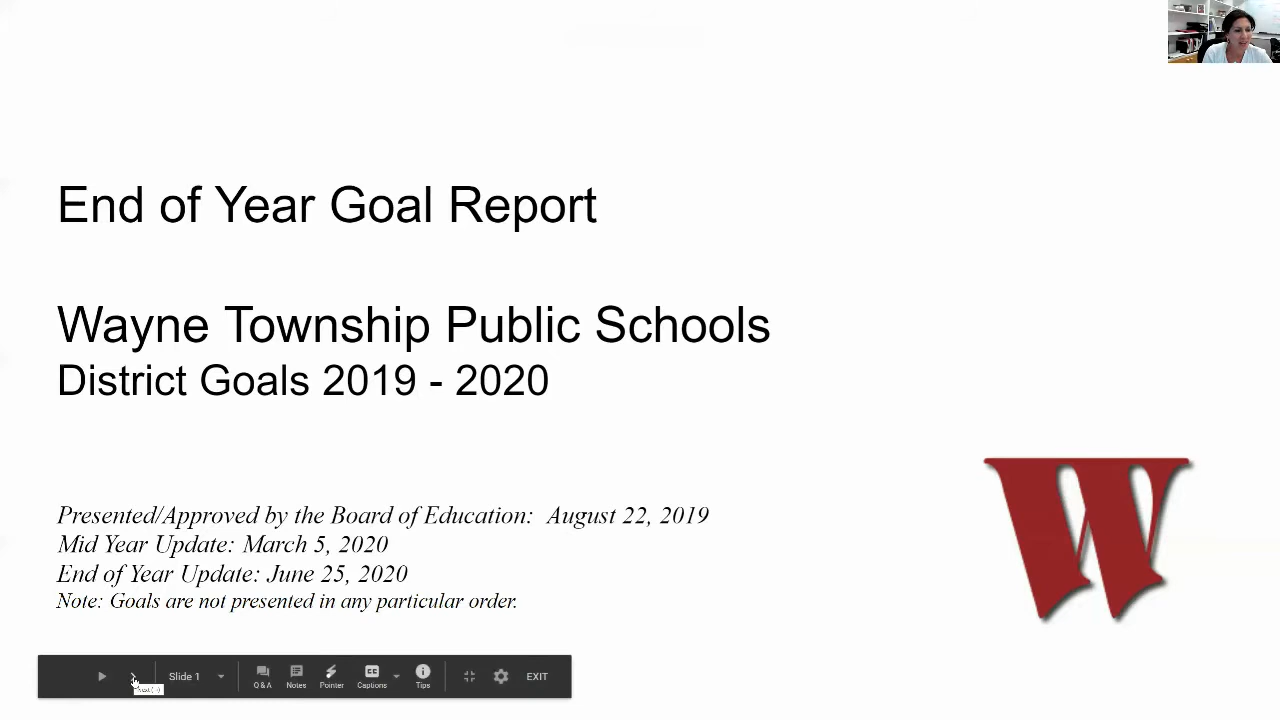 End of Year Goal Report
Wayne Township Public Schools
District Goals 2019 - 2020
Presented/Approved by the Board of Education: August 22, 2019
Mid Year Update: March 5, 2020
End of Year Update: June 25, 2020
Note: Goals are not presented in any particular order.
W
Slide 1
Q & A
Notes
Pointer
CC
Captions
Tips
EXIT